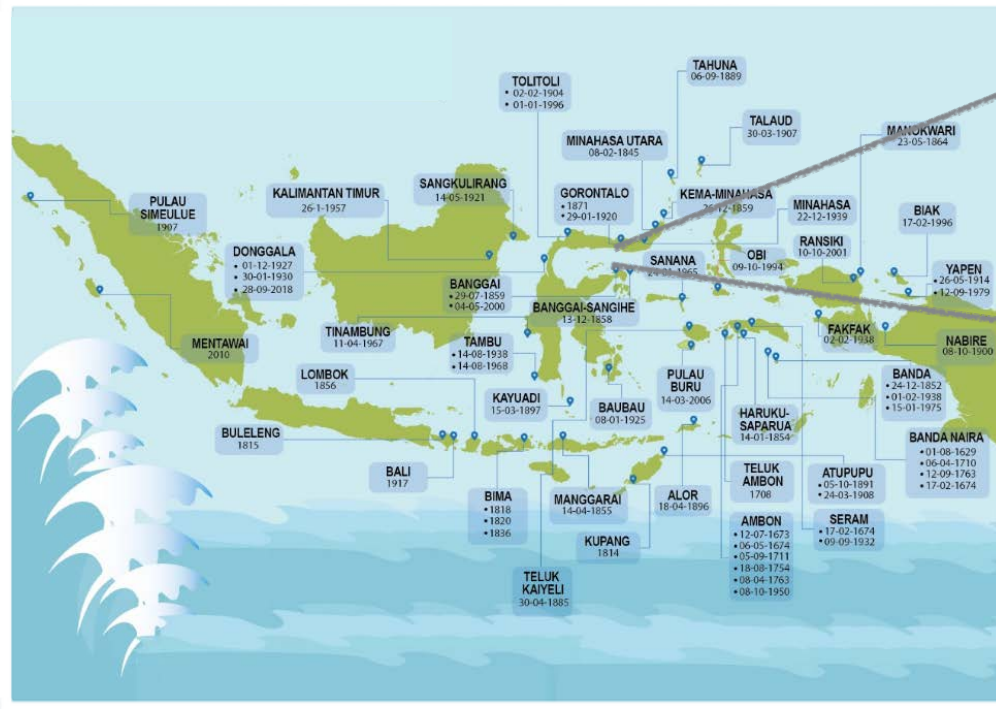 TAHUNA
06-09-1889
TOLITOLI
• 02-02-1904
• 01-01-1996
TALAUD
30-03-1907
MINAHASA UTARA
08-02-1845
MANOKWARI
23-05-1864
SANGKULIRANG
14-05-1921
KALIMANTAN TIMUR
26-1-1957
GORONTALO
• 1871
• 29-01-1920
KEMA-MINAHASA
26-12-1859
MINAHASA
22-12-1939
BIAK
17-02-1996
PULAU
SIMEULUE
1907
DONGGALA
• 01-12-1927
• 30-01-1930
• 28-09-2018
RANSIKI
10-10-2001
OBI
09-10-1994
SANANA
YAPEN
• 26-05-1914
• 12-09-1979
BANGGAI
• 29-07-1859
• 04-05-2000
BANGGAI-SANGIHE
13-12-1858
TINAMBUNG
11-04-1967
MENTAWAI
2010
TAMBU
• 14-08-1938
• 14-08-1968
FAKFAK
02-02-1938
NABIRE
08-10-1900
LOMBOK
1856
KAYUADI
15-03-1897
BAUBAU
08-01-1925
PULAU
BURU
14-03-2006
HARUKU-
SAPARUA
14-01-1854
BANDA
• 24-12-1852
• 01-02-1938
• 15-01-1975
BULELENG
1815
BANDA NAIRA
• 01-08-1629
• 06-04-1710
• 12-09-1763
• 17-02-1674
BALI
1917
BIMA
• 1818
• 1820
• 1836
MANGGARAI
14-04-1855
ALOR
18-04-1896
TELUK
AMBON
1708
ATUPUPU
• 05-10-1891
• 24-03-1908
KUPANG
1814
AMBON
• 12-07-1673
• 06-05-1674
• 05-09-1711
• 18-08-1754
• 08-04-1763
• 08-10-1950
SERAM
• 17-02-1674
• 09-09-1932
TELUK
KAIYELI
30-04-1885